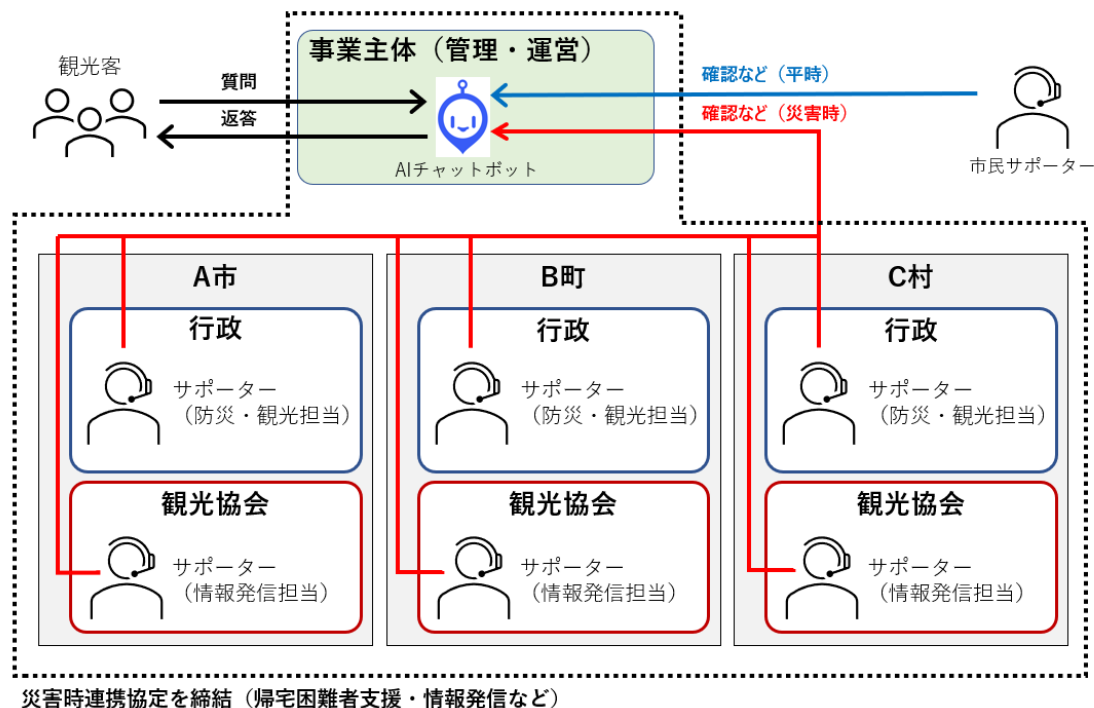 観光客
質問
返答
事業主体（管理・運営）
AIチャットボット
確認など（平時）
確認など（災害時）
市民サポーター
A市
行政
サポーター
（防災・観光担当）
観光協会
サポーター
（情報発信担当）
B町
行政
サポーター
（防災・観光担当）
観光協会
サポーター
（情報発信担当）
C村
行政
サポーター
（防災・観光担当）
観光協会
サポーター
（情報発信担当）
災害時連携協定を締結（帰宅困難者支援・情報発信など）